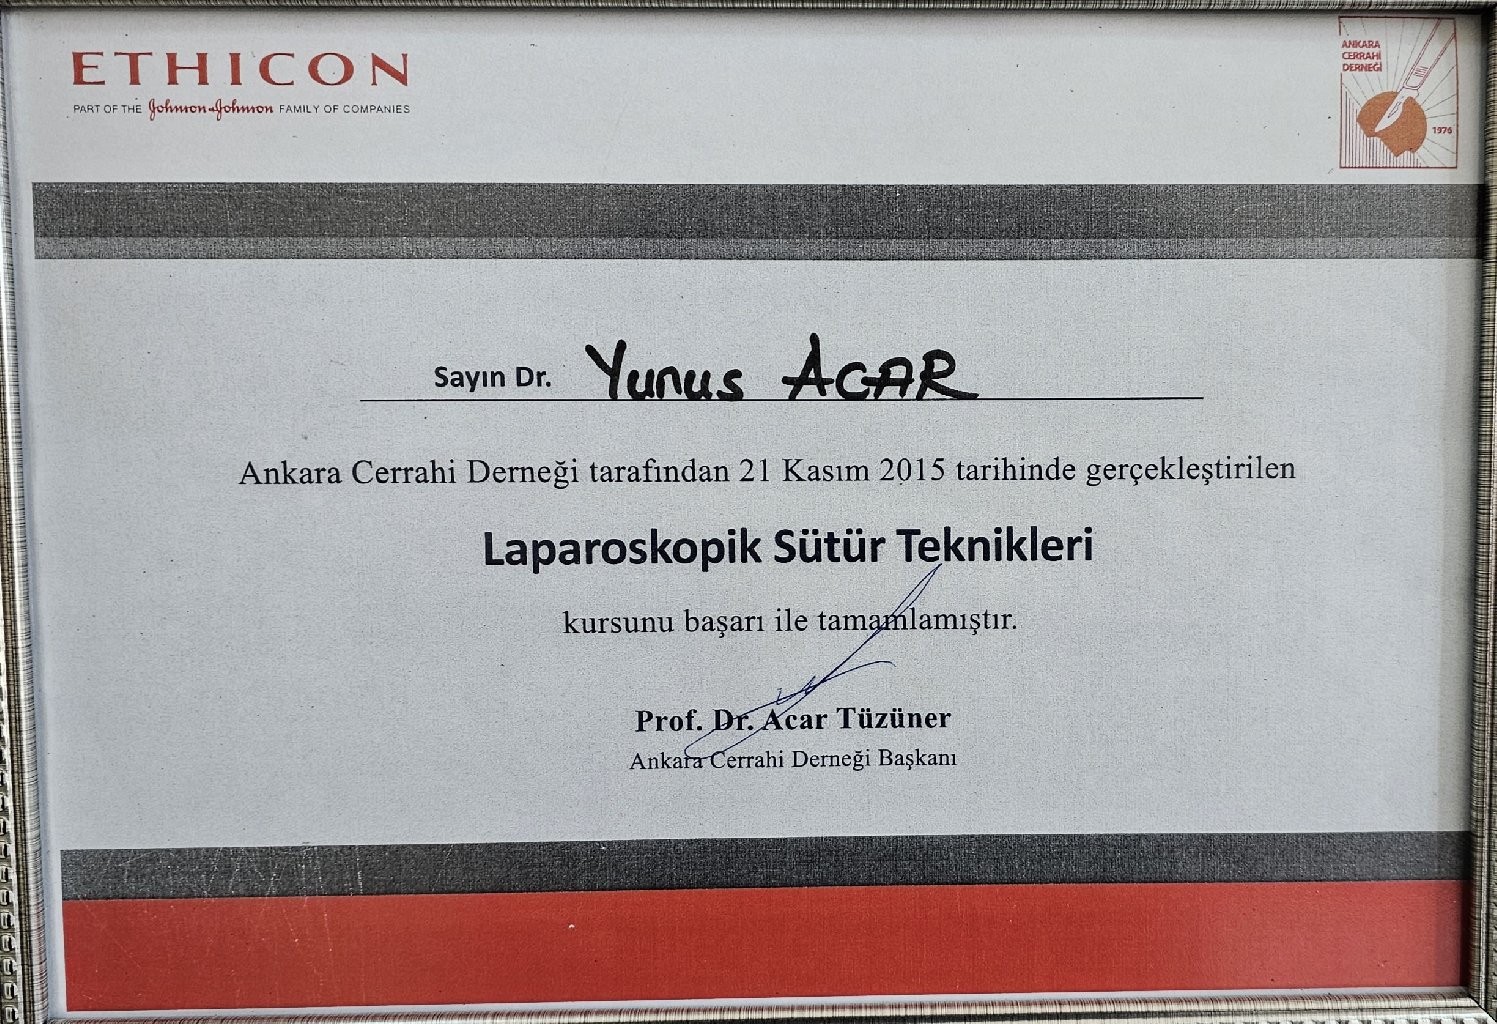 ETHICON
PART OF THE Johnson & Johnson FAMILY OF COMPANIES
ANKARA
CERRAHİ
DERNEĞİ
1976
Sayın Dr. Yunus ACAR
Ankara Cerrahi Derneği tarafından 21 Kasım 2015 tarihinde gerçekleştirilen
Laparoskopik Sütür Teknikleri
kursunu başarı ile tamamlamıştır.
Prof. Dr. Acar Tüzüner
Ankara Cerrahi Derneği Başkanı